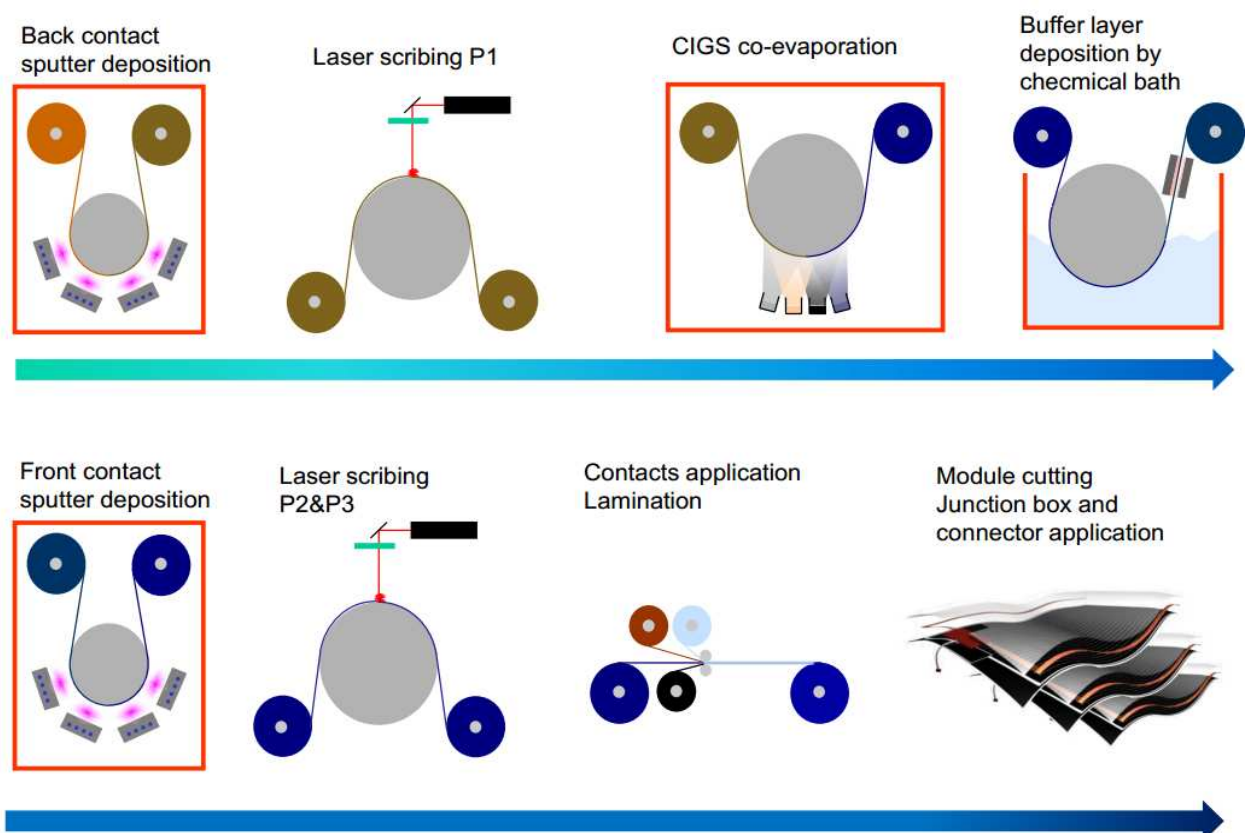 Back contact
sputter deposition
Laser scribing P1
CIGS co-evaporation
Buffer layer
deposition by
checmical bath
Front contact
sputter deposition
Laser scribing
P2&P3
Contacts application
Lamination
Module cutting
Junction box and
connector application